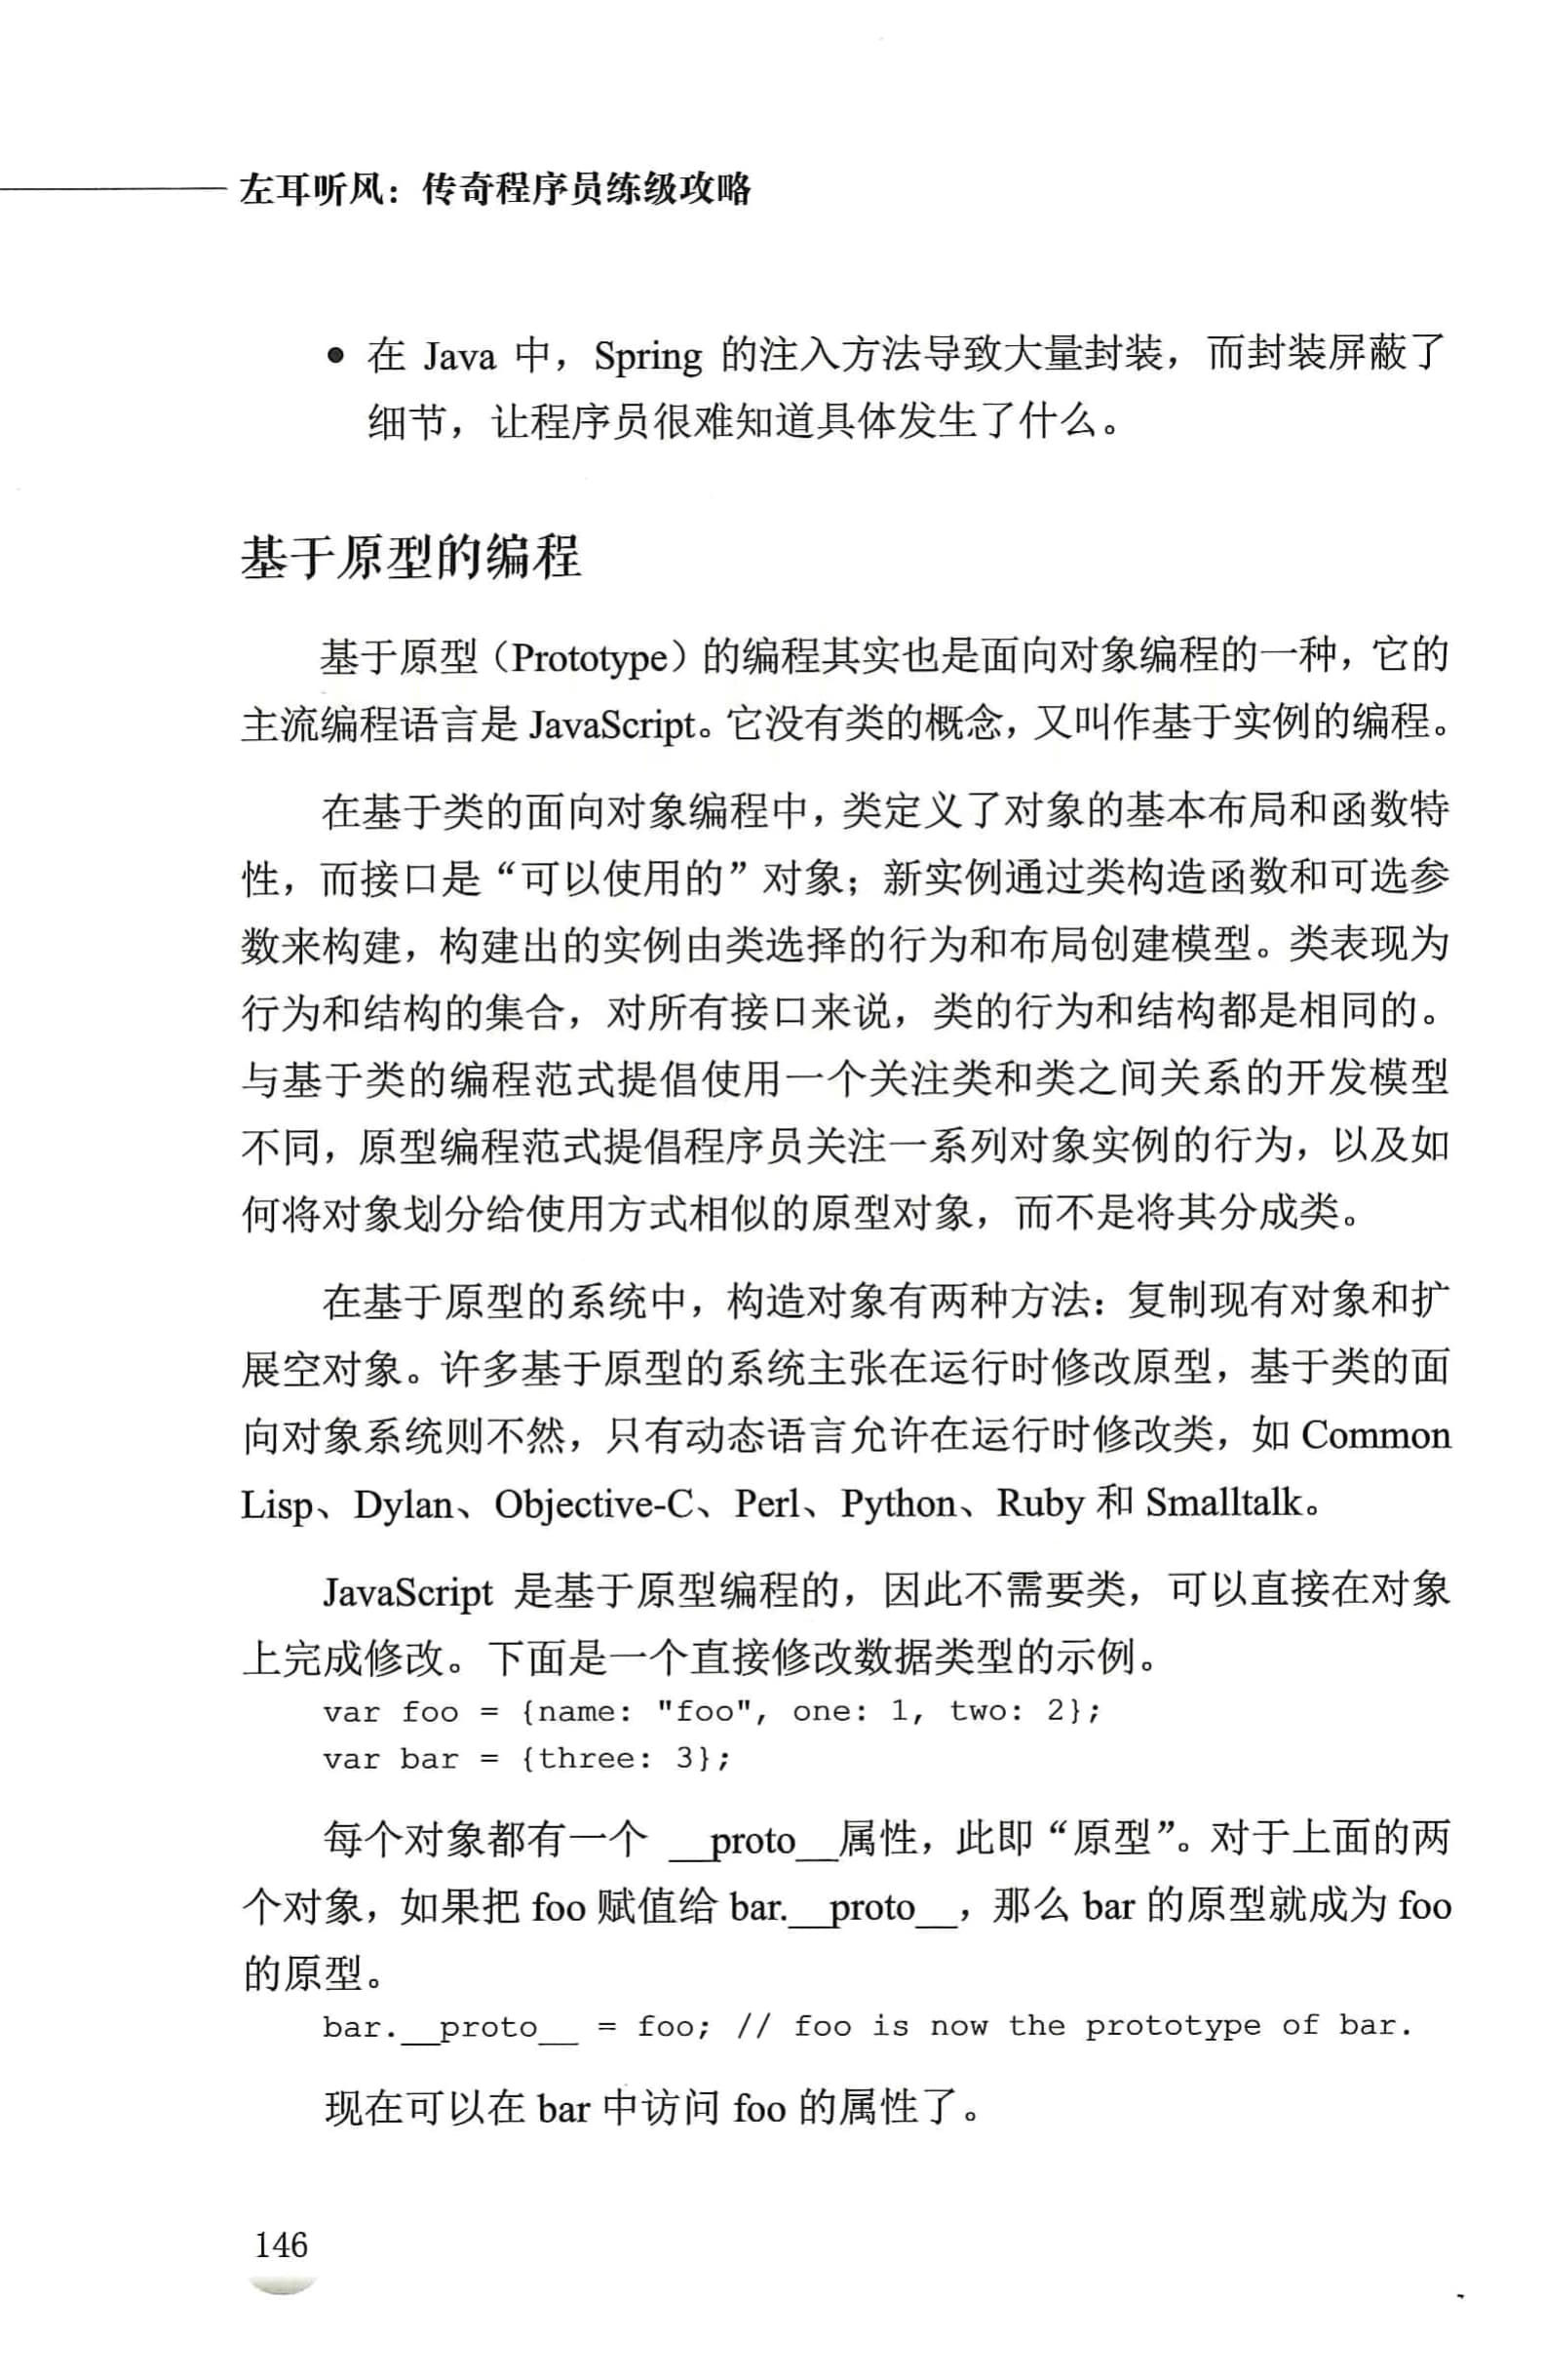 左耳听风：传奇程序员练级攻略
● 在 Java 中，Spring 的注入方法导致大量封装，而封装屏蔽了
细节，让程序员很难知道具体发生了什么。
基于原型的编程
基于原型（Prototype）的编程其实也是面向对象编程的一种，它的
主流编程语言是 JavaScript。它没有类的概念，又叫作基于实例的编程。
在基于类的面向对象编程中，类定义了对象的基本布局和函数特
性，而接口是“可以使用的”对象；新实例通过类构造函数和可选参
数来构建，构建出的实例由类选择的行为和布局创建模型。类表现为
行为和结构的集合，对所有接口来说，类的行为和结构都是相同的。
与基于类的编程范式提倡使用一个关注类和类之间关系的开发模型
不同，原型编程范式提倡程序员关注一系列对象实例的行为，以及如
何将对象划分给使用方式相似的原型对象，而不是将其分成类。
在基于原型的系统中，构造对象有两种方法：复制现有对象和扩
展空对象。许多基于原型的系统主张在运行时修改原型，基于类的面
向对象系统则不然，只有动态语言允许在运行时修改类，如 Common
Lisp、Dylan、Objective-C、Perl、Python、Ruby 和 Smalltalk。
JavaScript 是基于原型编程的，因此不需要类，可以直接在对象
上完成修改。下面是一个直接修改数据类型的示例。
var foo = {name: "foo", one: 1, two: 2};
var bar = {three: 3};
每个对象都有一个 __proto__属性，此即“原型”。对于上面的两
个对象，如果把 foo 赋值给 bar.__proto__，那么 bar 的原型就成为 foo
的原型。
bar.__proto__ = foo; // foo is now the prototype of bar.
现在可以在 bar 中访问 foo 的属性了。
146